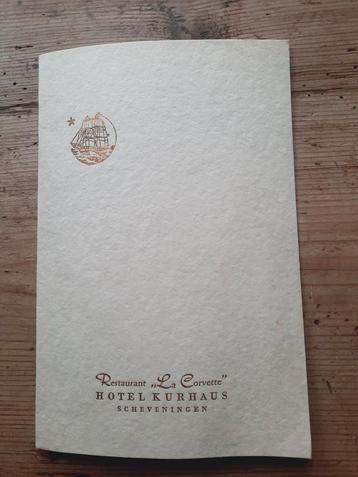 Restaurant „La Corvette"
HOTEL KURHAUS
SCHEVENINGEN